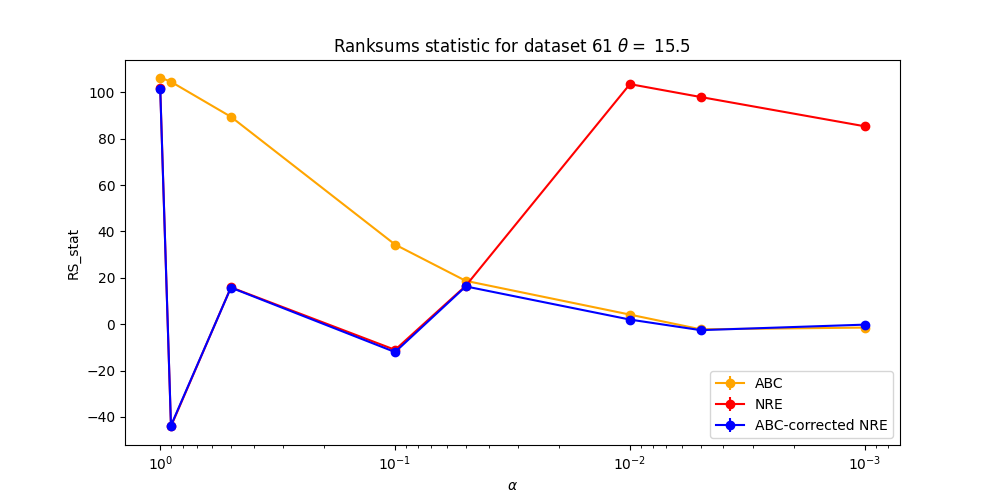 Ranksums statistic for dataset 61 θ = 15.5
RS_stat
100
80
60
40
20
0
−20
−40
10⁰
10⁻¹
10⁻²
10⁻³
α
ABC
NRE
ABC-corrected NRE